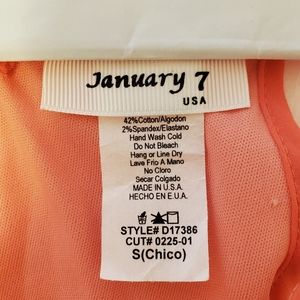 January 7
USA
42%Cotton/Algodon
2%Spandex/Elastano
Hand Wash Cold
Do Not Bleach
Hang or Line Dry
Lave Frio A Mano
No Cloro
Secar Colgado
MADE IN U.S.A.
HECHO EN E.U.A.
STYLE# D17386
CUT# 0225-01
S(Chico)